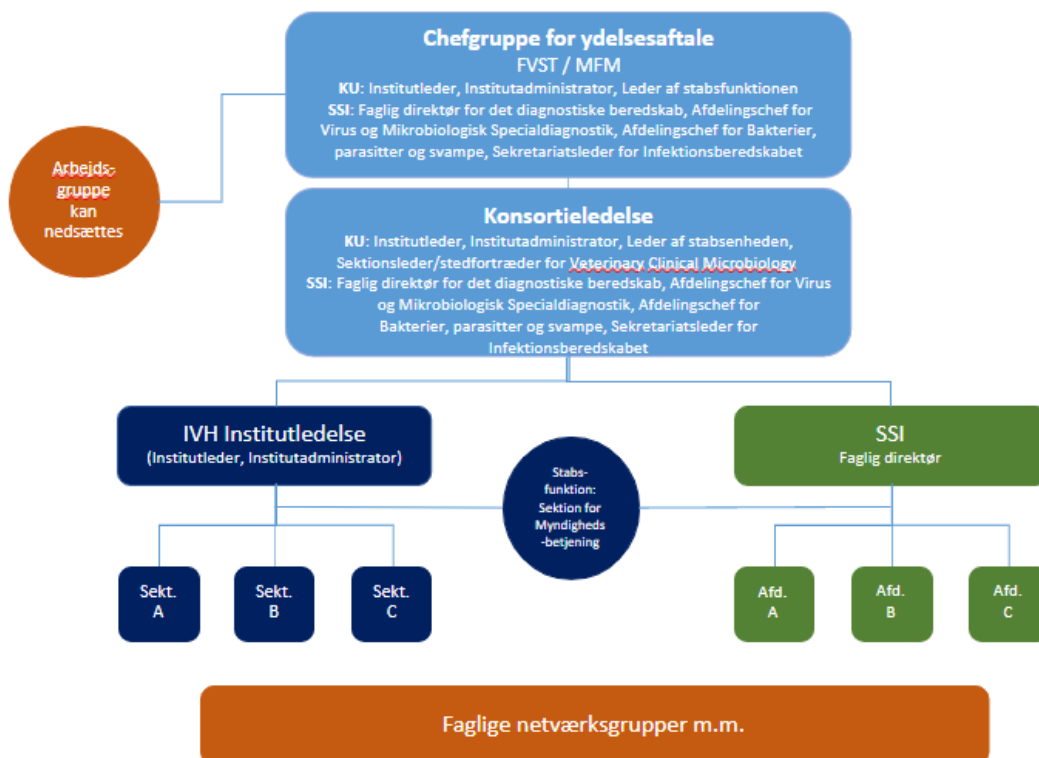 Chefgruppe for ydelsesaftale
FVST / MFM
KU: Institutleder, Institutadministrator, Leder af stabsfunktionen
SSI: Faglig direktør for det diagnostiske beredskab, Afdelingschef for
Virus og Mikrobiologisk Specialdiagnostik, Afdelingschef for Bakterier,
parasitter og svampe, Sekretariatsleder for Infektionsberedskabet
Arbejds-
gruppe
kan
nedsættes
Konsortieledelse
KU: Institutleder, Institutadministrator, Leder af stabsenheden,
Sektionsleder/stedfortræder for Veterinary Clinical Microbiology
SSI: Faglig direktør for det diagnostiske beredskab, Afdelingschef for Virus
og Mikrobiologisk Specialdiagnostik, Afdelingschef for
Bakterier, parasitter og svampe, Sekretariatsleder for
Infektionsberedskabet
IVH Institutledelse
(Institutleder, Institutadministrator)
Stabs-
funktion:
Sektion for
Myndigheds
-betjening
SSI
Faglig direktør
Sekt.
A
Sekt.
B
Sekt.
C
Afd.
A
Afd.
B
Afd.
C
Faglige netværksgrupper m.m.